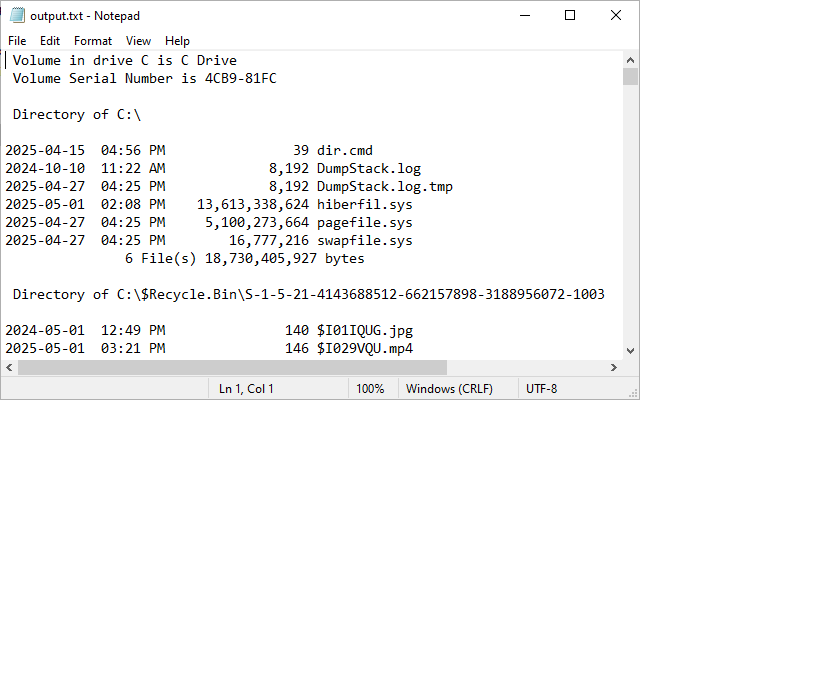 output.txt - Notepad
File Edit Format View Help
Volume in drive C is C Drive
Volume Serial Number is 4CB9-81FC
Directory of C:\
2025-04-15  04:56 PM                39 dir.cmd
2024-10-10  11:22 AM             8,192 DumpStack.log
2025-04-27  04:25 PM             8,192 DumpStack.log.tmp
2025-05-01  02:08 PM    13,613,338,624 hiberfil.sys
2025-04-27  04:25 PM     5,100,273,664 pagefile.sys
2025-04-27  04:25 PM        16,777,216 swapfile.sys
6 File(s) 18,730,405,927 bytes
Directory of C:\$Recycle.Bin\S-1-5-21-4143688512-662157898-3188956072-1003
2024-05-01  12:49 PM               140 $I01IQUG.jpg
2025-05-01  03:21 PM               146 $I029VQU.mp4
Ln 1, Col 1 100% Windows (CRLF) UTF-8